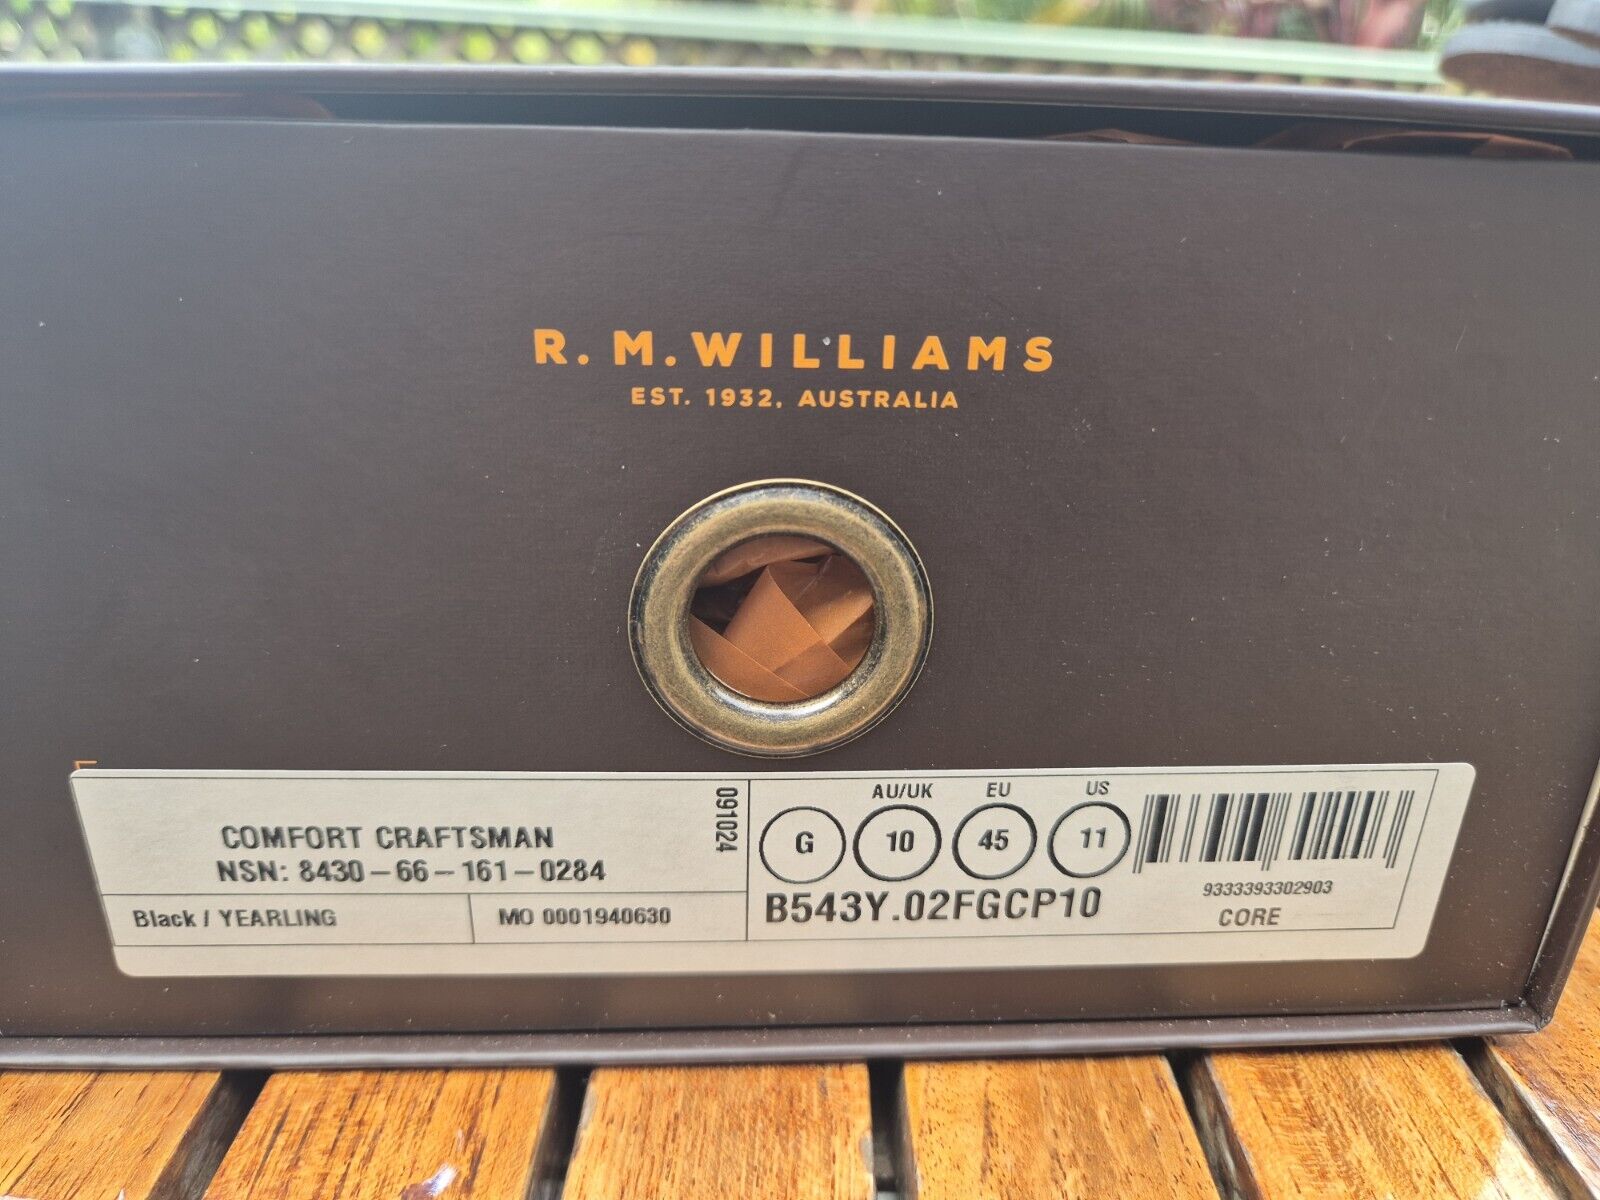 R. M. WILLIAMS
EST. 1932, AUSTRALIA
COMFORT CRAFTSMAN
NSN: 8430-66-161-0284
091024
Black / YEARLING
MO 0001940630
G
AU/UK
10
EU
45
US
11
B543Y.02FGCP10
9333393302903
CORE